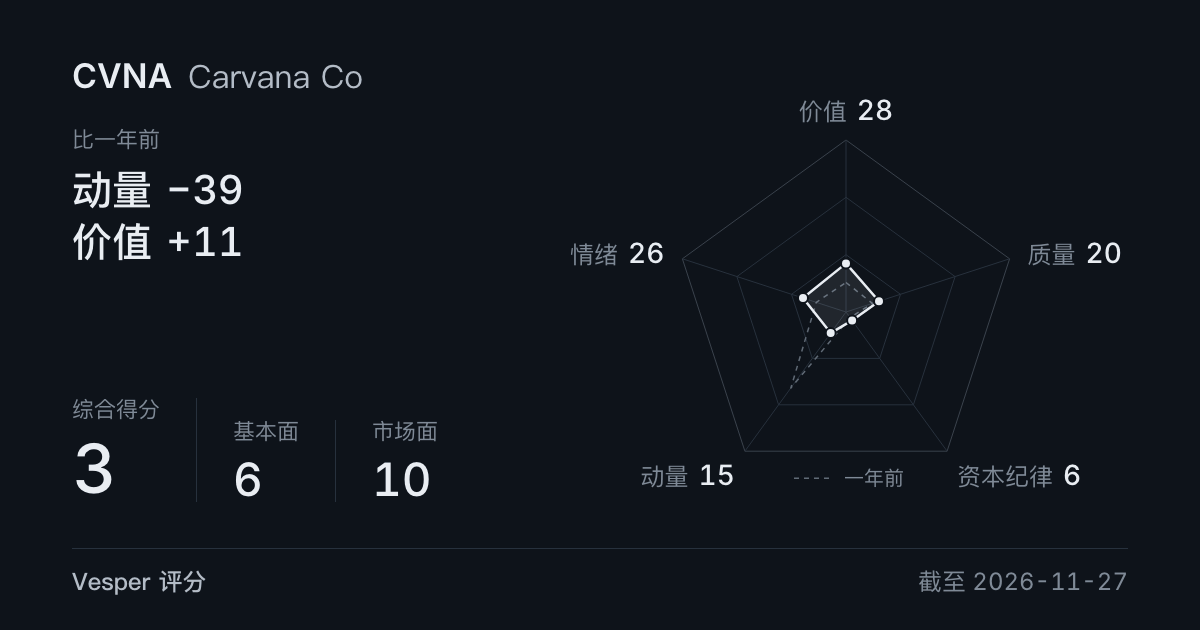 CVNA Carvana Co
比一年前
动量 −39
价值 +11
综合得分
3
基本面
6
市场面
10
价值 28
质量 20
资本纪律 6
动量 15
情绪 26
一年前
Vesper 评分
截至 2026-11-27